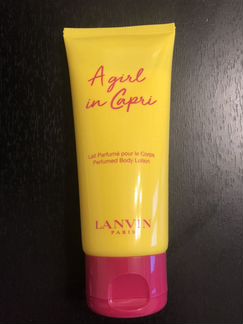 A girl
in Capri
Lait Parfumé pour le Corps
Perfumed Body Lotion
LANVIN
PARIS